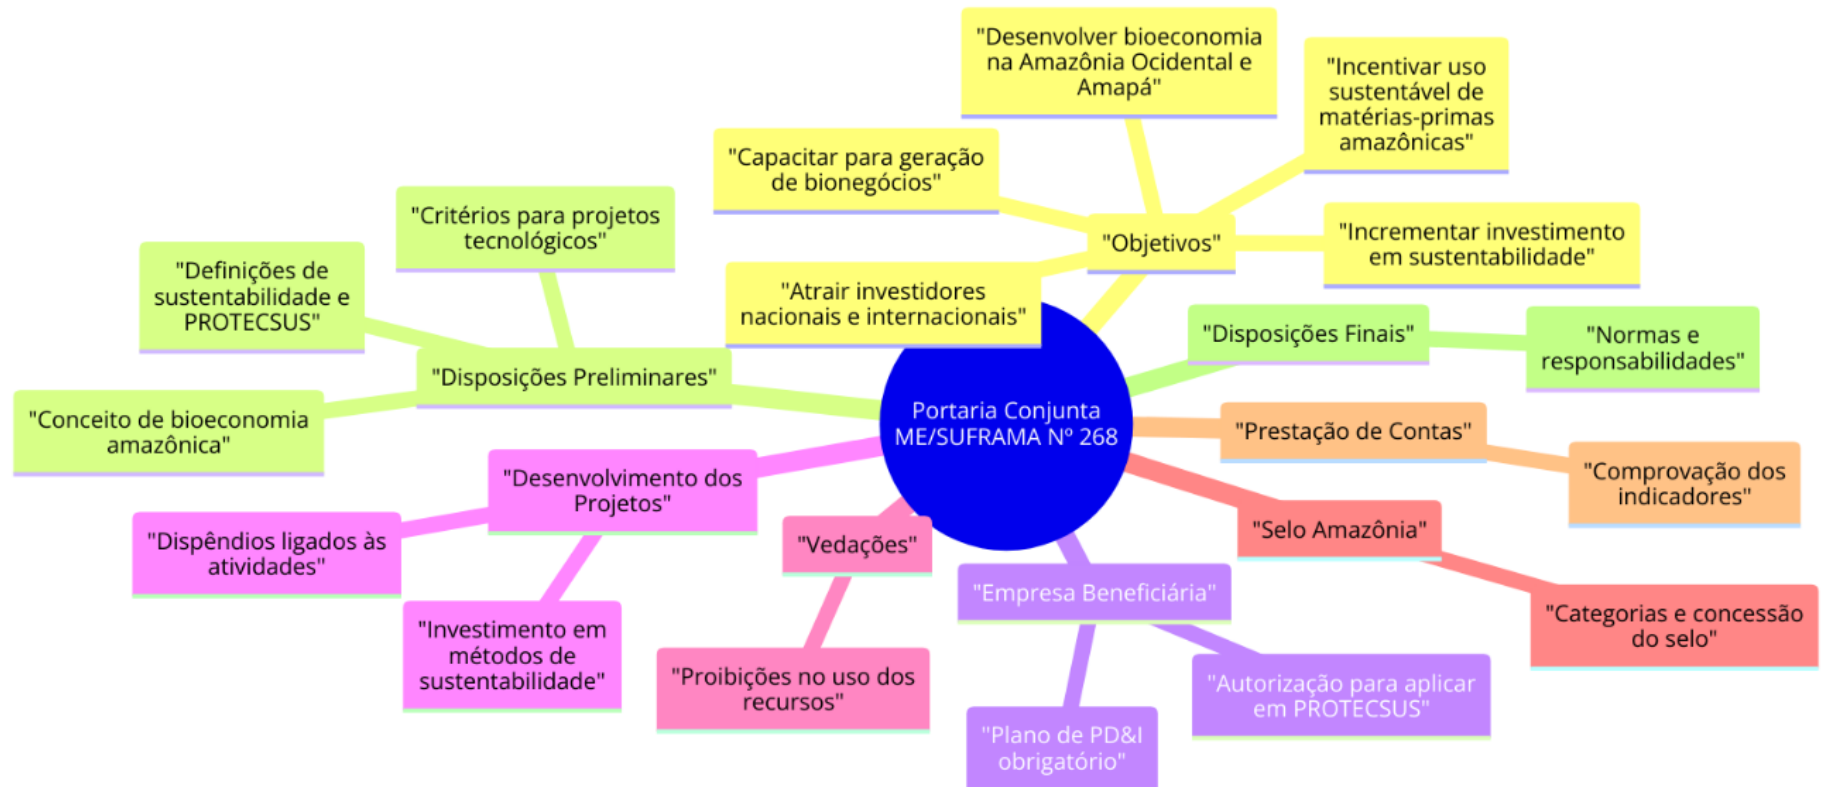 "Desenvolver bioeconomia
na Amazônia Ocidental e
Amapá"
"Incentivar uso
sustentável de
matérias-primas
amazônicas"
"Capacitar para geração
de bionegócios"
"Critérios para projetos
tecnológicos"
"Objetivos"
"Incrementar investimento
em sustentabilidade"
"Definições de
sustentabilidade e
PROTECSUS"
"Atrair investidores
nacionais e internacionais"
"Disposições Finais"
"Normas e
responsabilidades"
"Disposições Preliminares"
"Conceito de bioeconomia
amazônica"
Portaria Conjunta
ME/SUFRAMA Nº 268
"Prestação de Contas"
"Comprovação dos
indicadores"
"Desenvolvimento dos
Projetos"
"Selo Amazônia"
"Dispêndios ligados às
atividades"
"Vedações"
"Empresa Beneficiária"
"Categorias e concessão
do selo"
"Investimento em
métodos de
sustentabilidade"
"Proibições no uso dos
recursos"
"Autorização para aplicar
em PROTECSUS"
"Plano de PD&I
obrigatório"